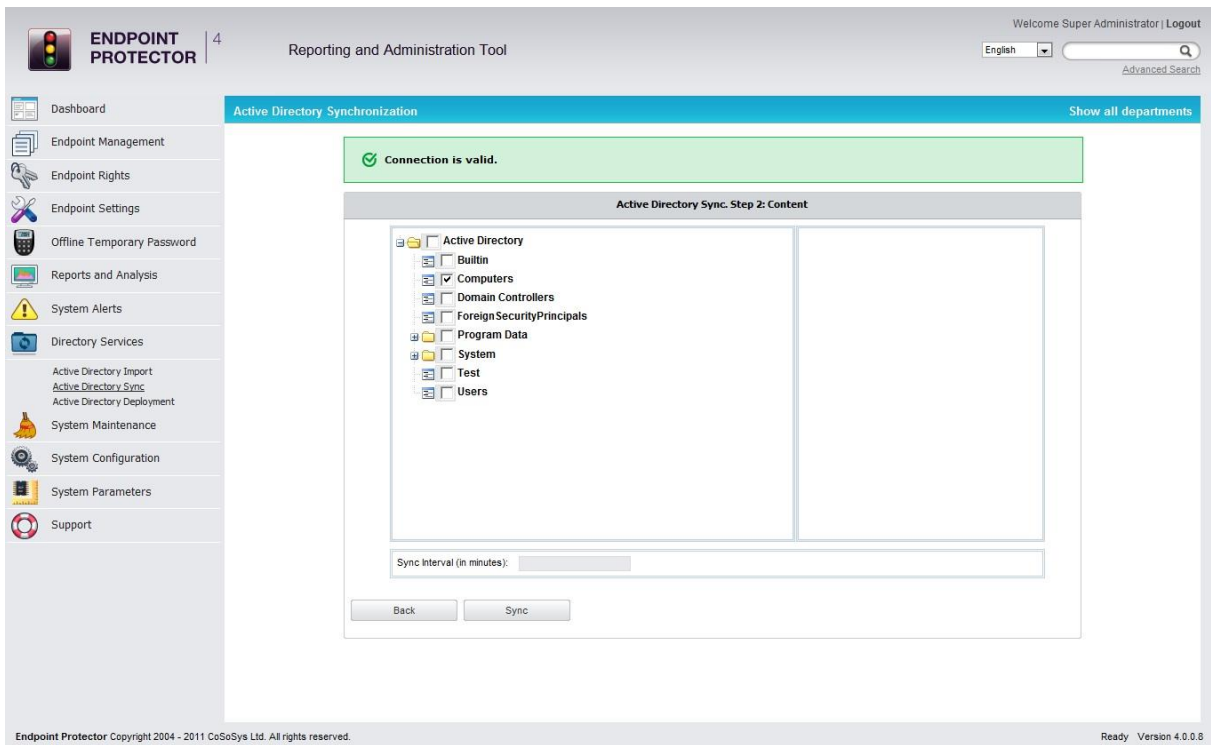 Welcome Super Administrator | Logout
ENDPOINT PROTECTOR 4
Reporting and Administration Tool
English
Advanced Search
Dashboard
Endpoint Management
Endpoint Rights
Endpoint Settings
Offline Temporary Password
Reports and Analysis
System Alerts
Directory Services
Active Directory Import
Active Directory Sync
Active Directory Deployment
System Maintenance
System Configuration
System Parameters
Support
Active Directory Synchronization
Show all departments
Connection is valid.
Active Directory Sync. Step 2: Content
Active Directory
Builtin
Computers
Domain Controllers
ForeignSecurityPrincipals
Program Data
System
Test
Users
Sync Interval (in minutes):
Back
Sync
Endpoint Protector Copyright 2004 - 2011 CoSoSys Ltd. All rights reserved.
Ready Version 4.0.0.8